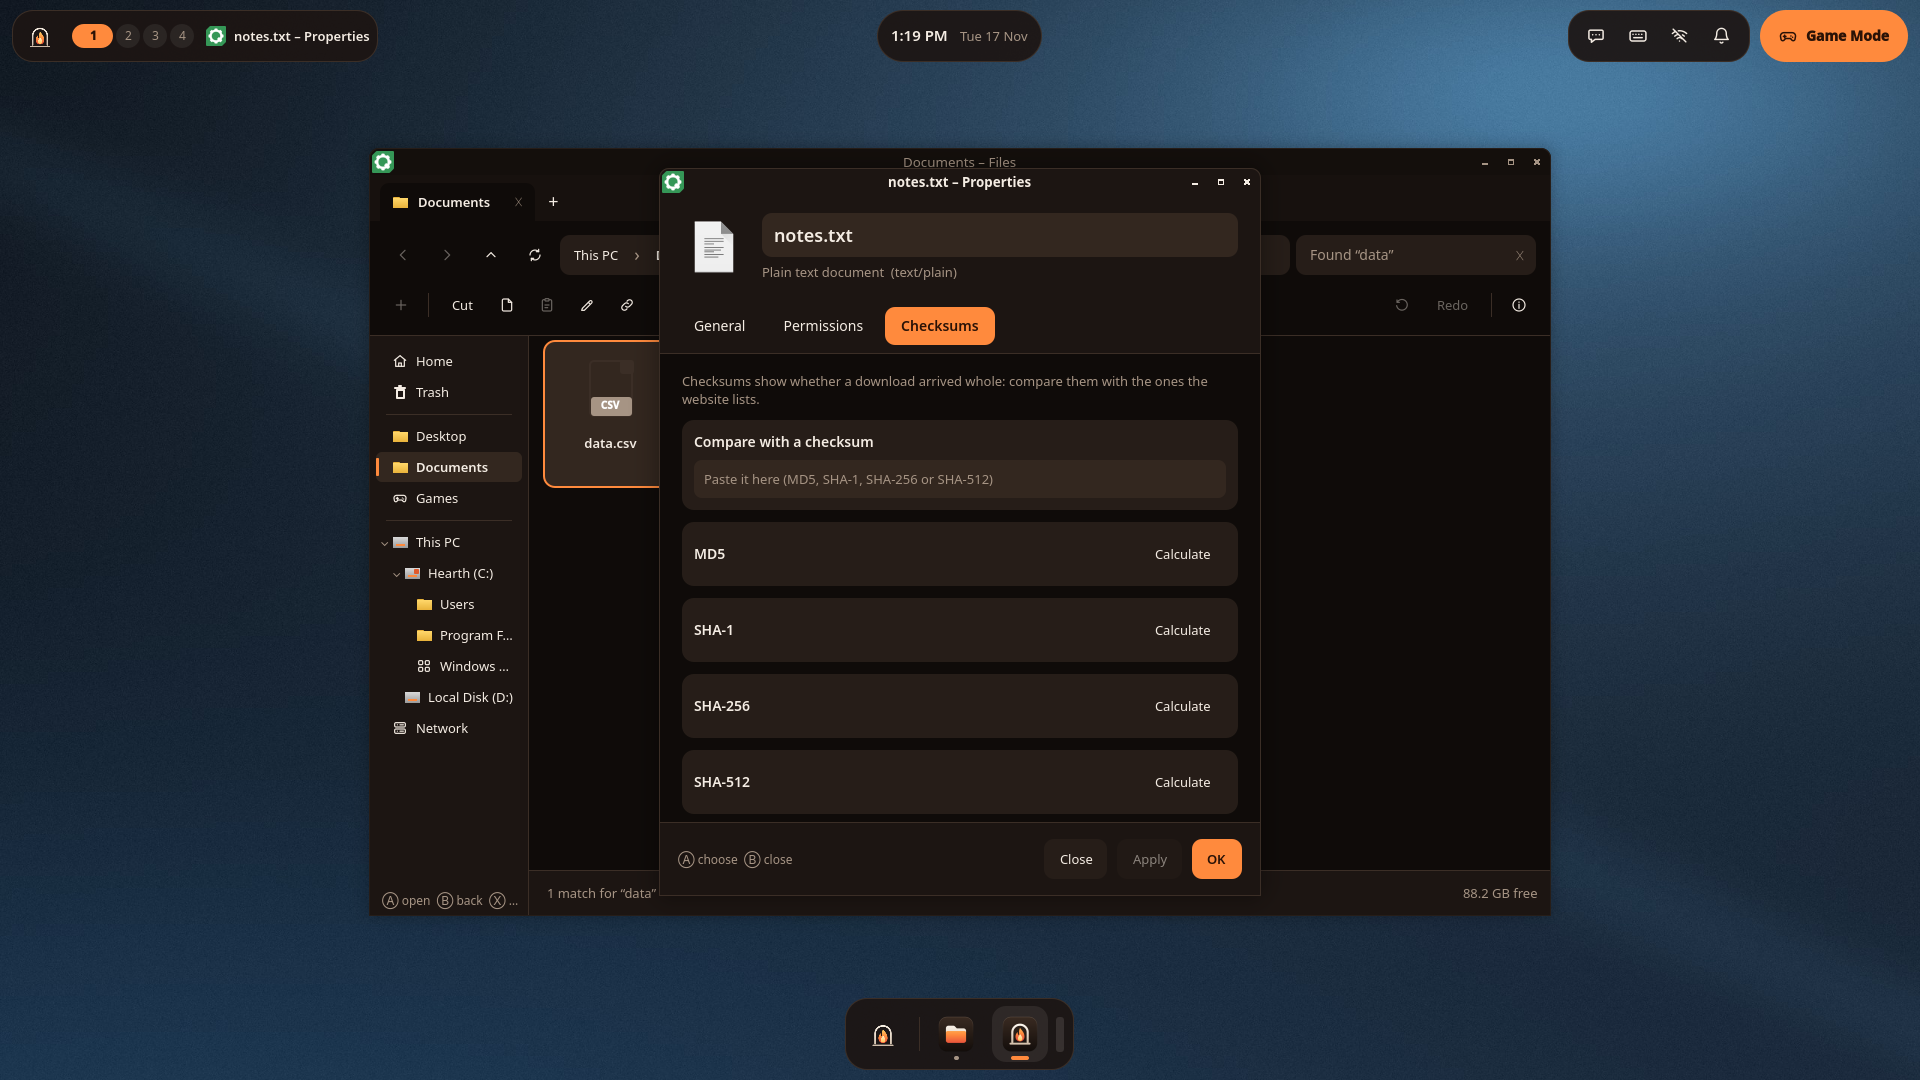 1 2 3 4 notes.txt – Properties
1:19 PM Tue 17 Nov
Game Mode
Documents – Files
notes.txt – Properties
Documents X +
This PC › D
Found “data” X
Cut
Redo
notes.txt
Plain text document (text/plain)
General Permissions Checksums
Checksums show whether a download arrived whole: compare them with the ones the
website lists.
Compare with a checksum
Paste it here (MD5, SHA-1, SHA-256 or SHA-512)
MD5 Calculate
SHA-1 Calculate
SHA-256 Calculate
SHA-512 Calculate
A choose B close
Close Apply OK
Home
Trash
Desktop
Documents
Games
This PC
Hearth (C:)
Users
Program F...
Windows ...
Local Disk (D:)
Network
A open B back X ...
CSV
data.csv
1 match for “data”
88.2 GB free